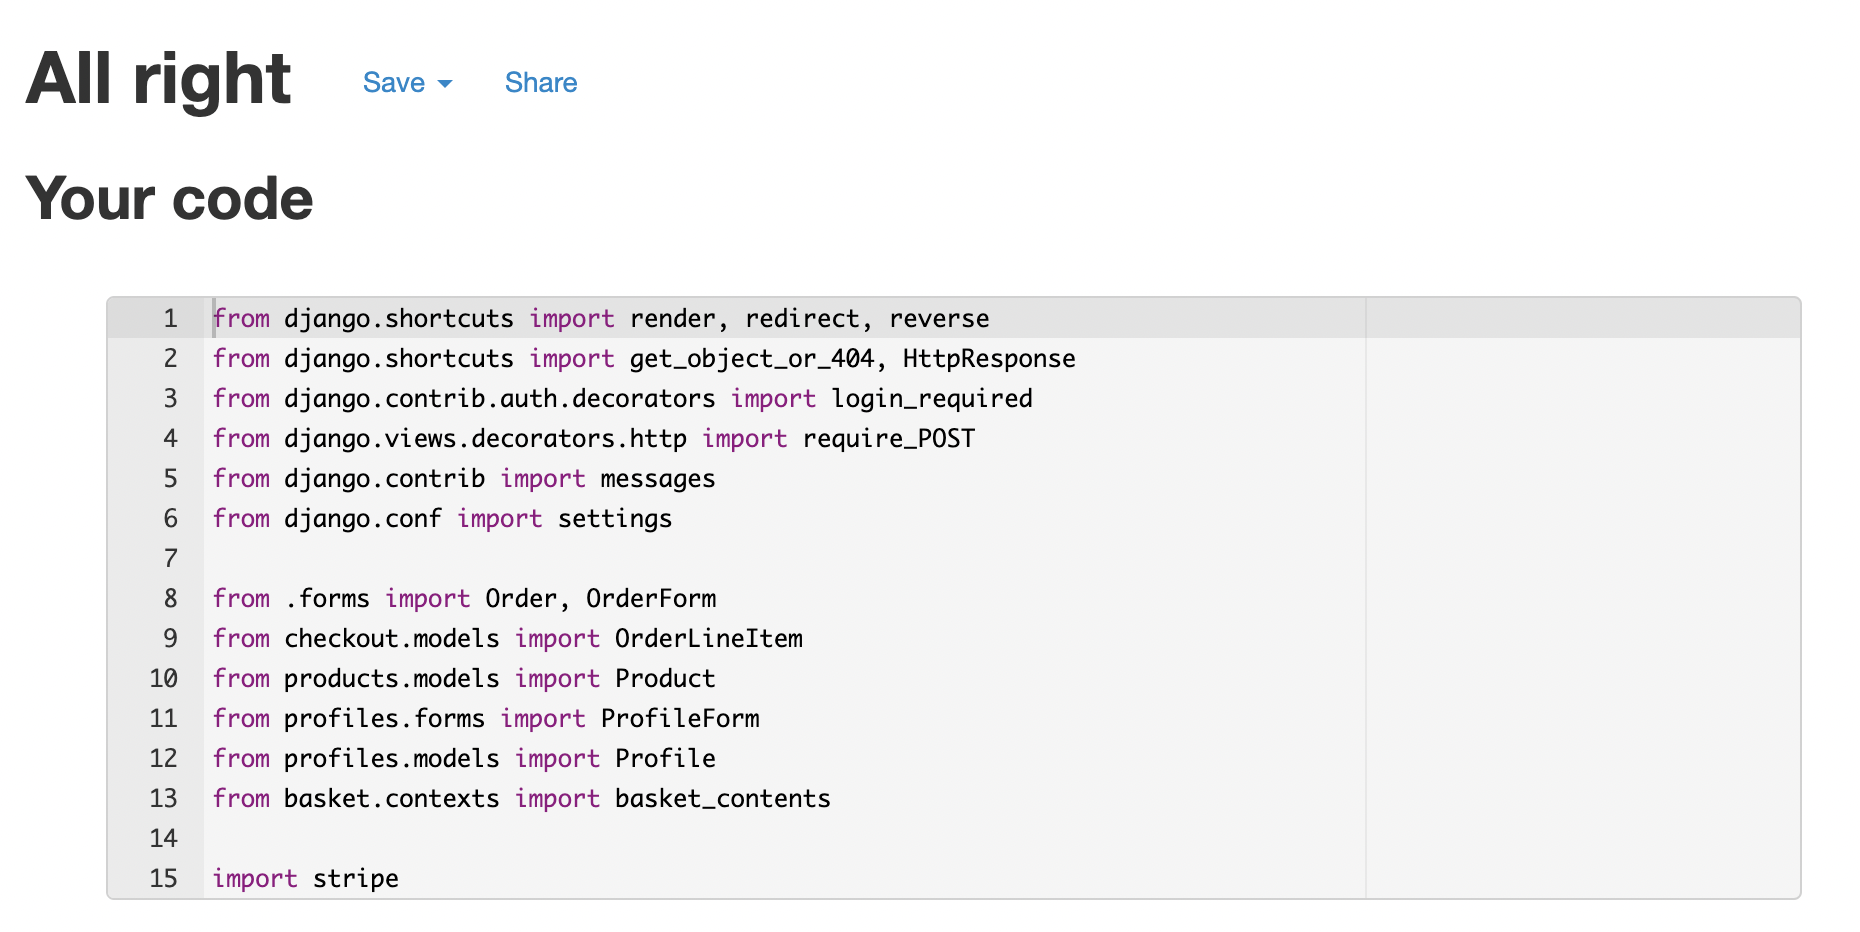 All right Save Share
Your code
1 from django.shortcuts import render, redirect, reverse
2 from django.shortcuts import get_object_or_404, HttpResponse
3 from django.contrib.auth.decorators import login_required
4 from django.views.decorators.http import require_POST
5 from django.contrib import messages
6 from django.conf import settings
7
8 from .forms import Order, OrderForm
9 from checkout.models import OrderLineItem
10 from products.models import Product
11 from profiles.forms import ProfileForm
12 from profiles.models import Profile
13 from basket.contexts import basket_contents
14
15 import stripe